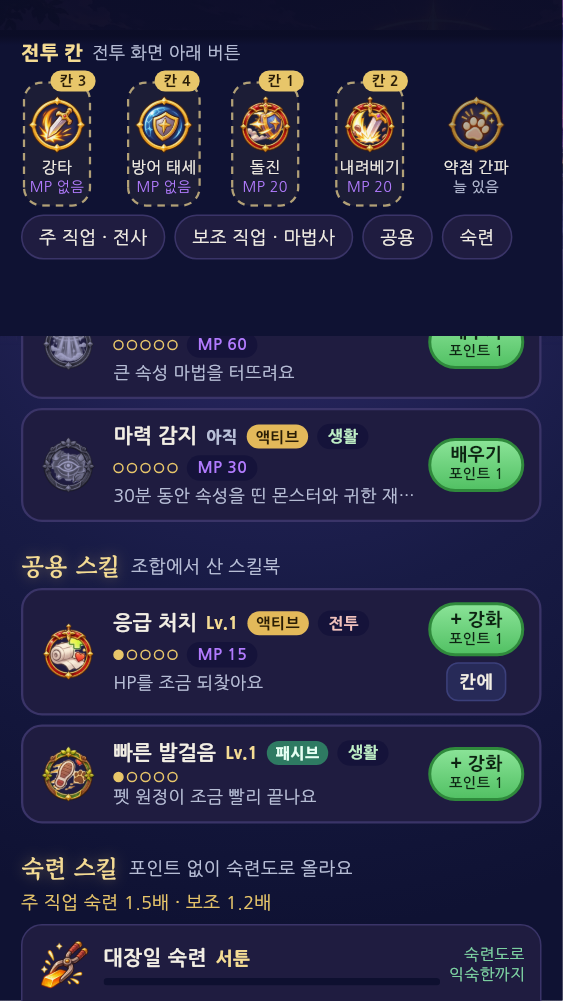 전투 칸 전투 화면 아래 버튼
칸 3 칸 4 칸 1 칸 2
강타 방어 태세 돌진 내려베기 약점 간파
MP 없음 MP 없음 MP 20 MP 20 늘 있음
주 직업 · 전사 보조 직업 · 마법사 공용 숙련
MP 60
포인트 1
큰 속성 마법을 터뜨려요
마력 감지 아직 액티브 생활
배우기
MP 30
포인트 1
30분 동안 속성을 띤 몬스터와 귀한 재…
공용 스킬 조합에서 산 스킬북
응급 처치 Lv.1 액티브 전투
+ 강화
포인트 1
MP 15
HP를 조금 되찾아요
칸에
빠른 발걸음 Lv.1 패시브 생활
+ 강화
포인트 1
펫 원정이 조금 빨리 끝나요
숙련 스킬 포인트 없이 숙련도로 올라요
주 직업 숙련 1.5배 · 보조 1.2배
대장일 숙련 서툰
숙련도로
익숙한까지